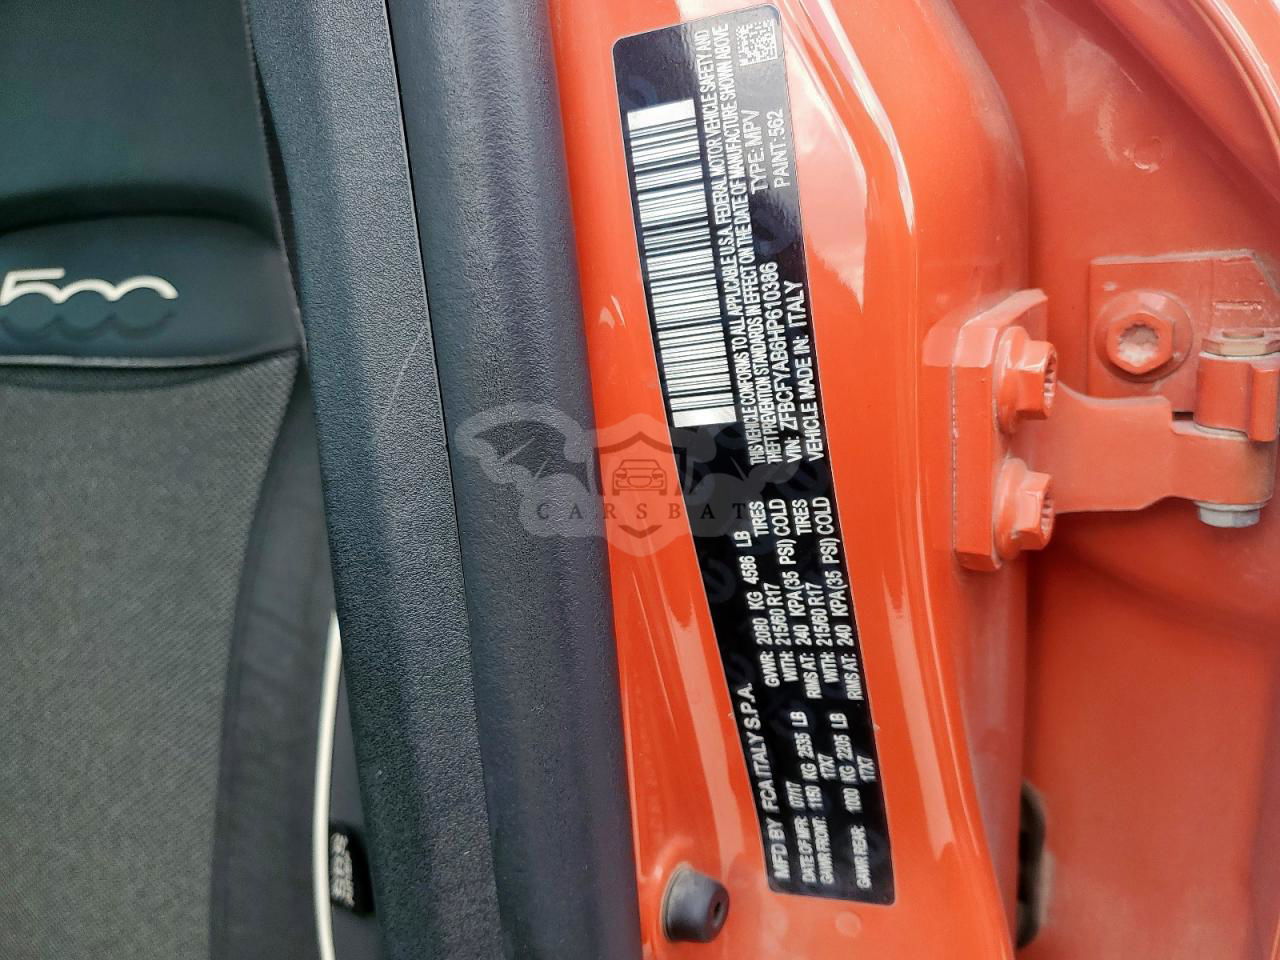 MFD BY FCA ITALY S.P.A.
DATE OF MFR: 07/17 GVWR: 2080 KG 4586 LB
GAWR FRONT: 1150 KG 2535 LB WITH: 215/60 R17 TIRES
17X7 RIMS AT: 240 KPA (35 PSI) COLD
GAWR REAR: 1000 KG 2205 LB WITH: 215/60 R17 TIRES
17X7 RIMS AT: 240 KPA (35 PSI) COLD
THIS VEHICLE CONFORMS TO ALL APPLICABLE U.S.A. FEDERAL MOTOR VEHICLE SAFETY AND
THEFT PREVENTION STANDARDS IN EFFECT ON THE DATE OF MANUFACTURE SHOWN ABOVE.
VIN: ZFBCFYAB6HP610386 TYPE: MPV
VEHICLE MADE IN: ITALY PAINT: 562
500
CARSBAT